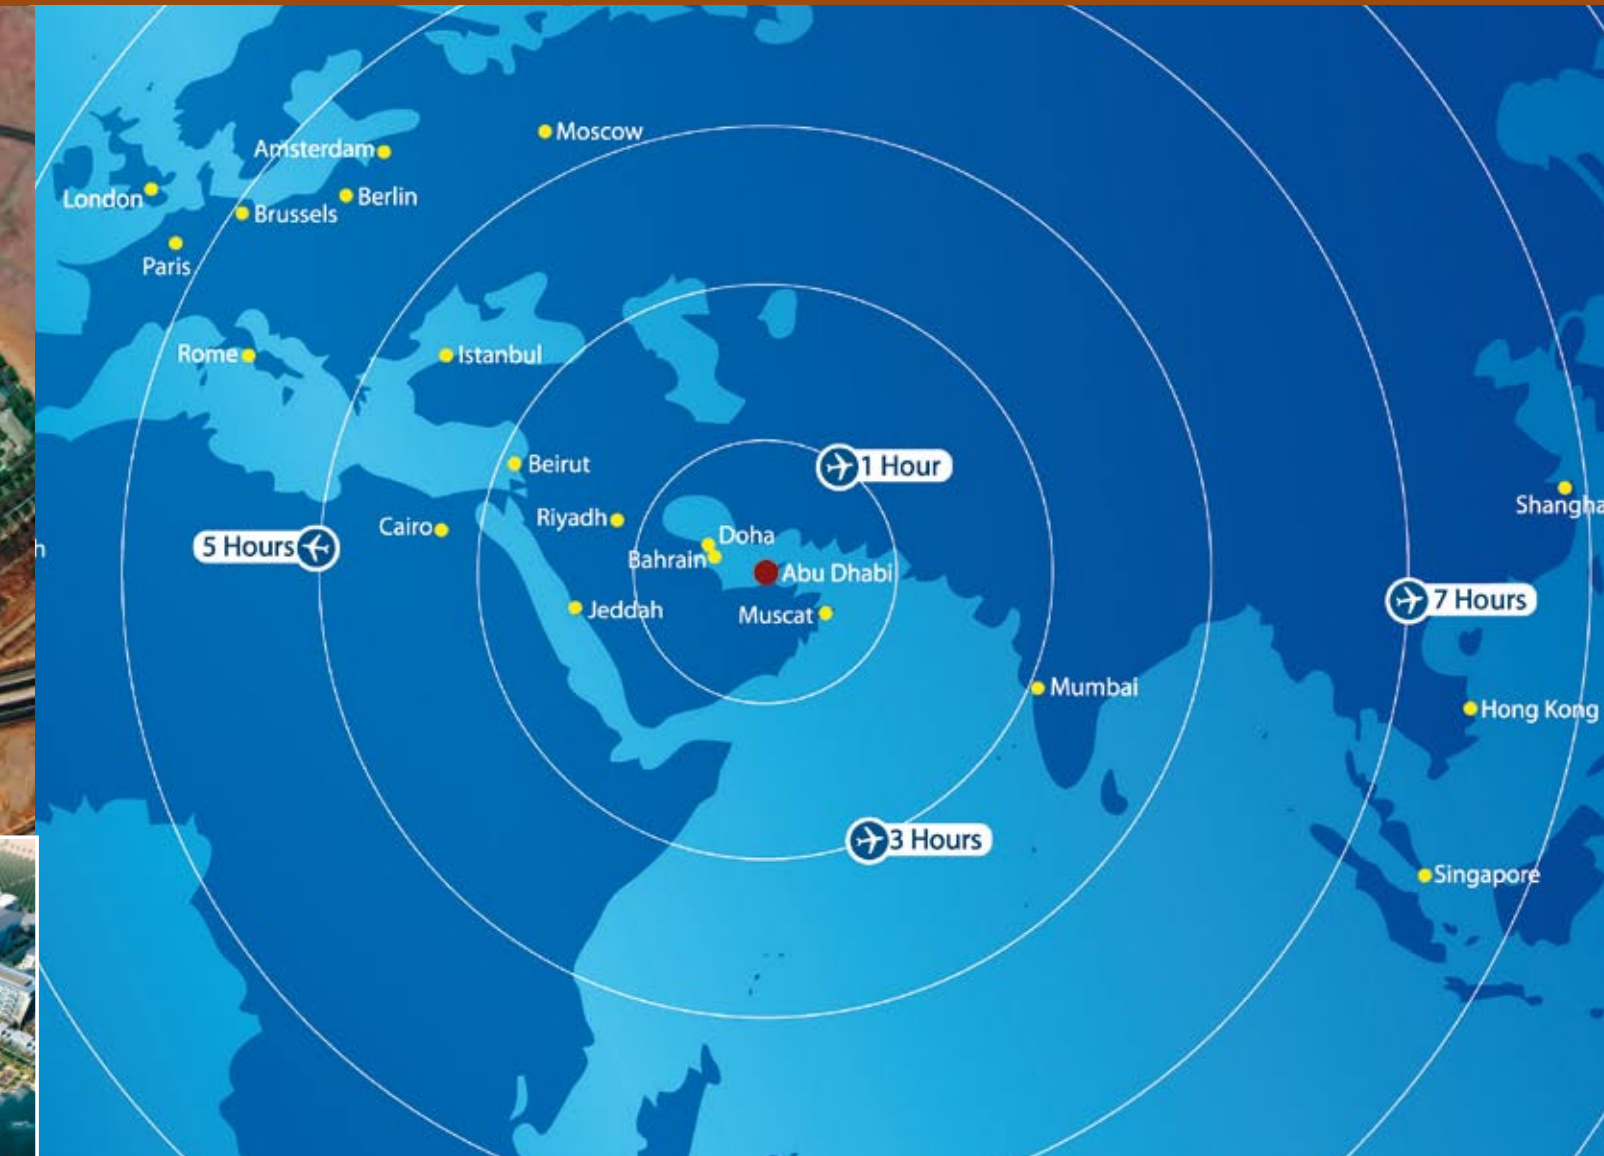 Moscow
Amsterdam
London
Berlin
Brussels
Paris
Rome
Istanbul
Beirut
1 Hour
Shangha
Riyadh
Cairo
Doha
5 Hours
h
Bahrain
Abu Dhabi
7 Hours
Jeddah
Muscat
Mumbai
Hong Kong
3 Hours
Singapore